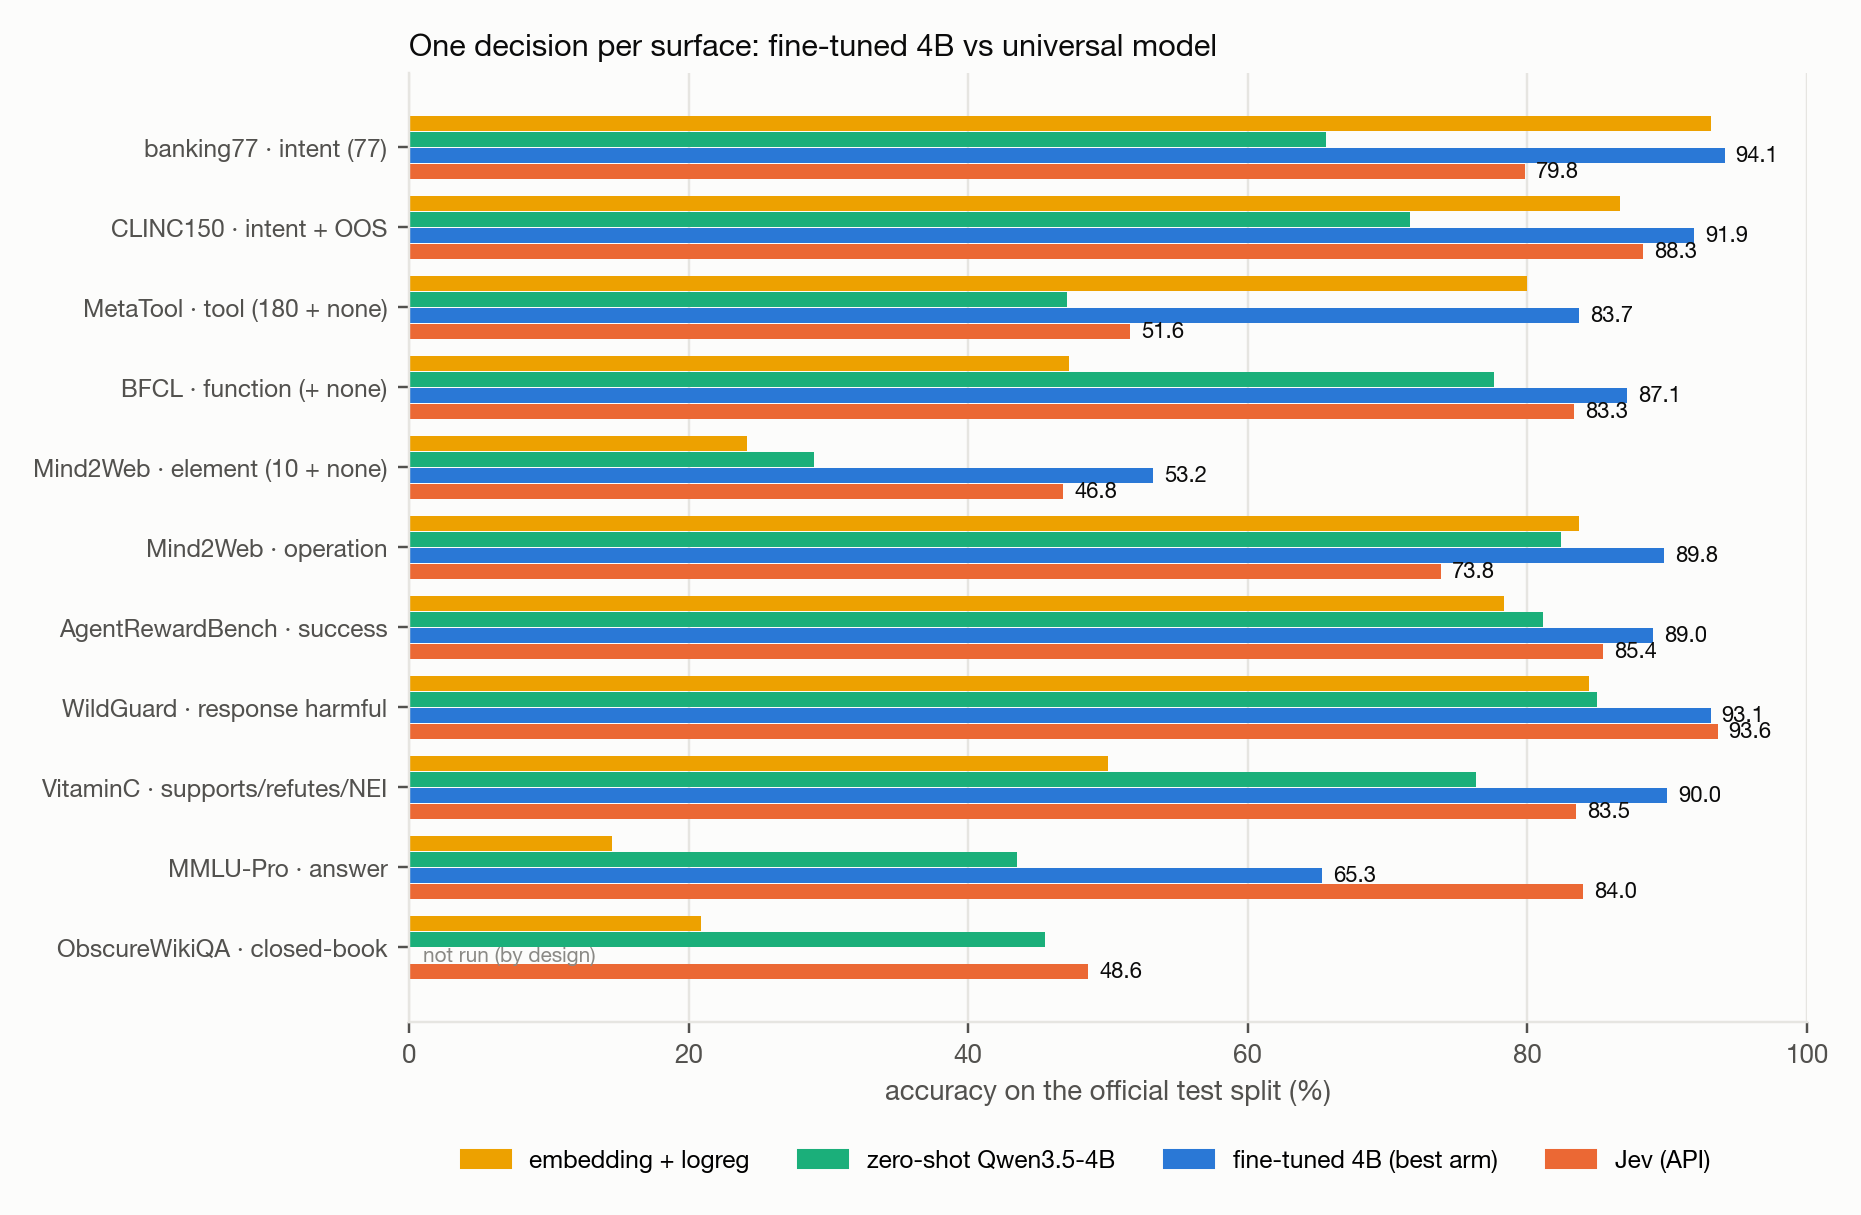 One decision per surface: fine-tuned 4B vs universal model
banking77 · intent (77)
94.1
79.8
CLINC150 · intent + OOS
91.9
88.3
MetaTool · tool (180 + none)
83.7
51.6
BFCL · function (+ none)
87.1
83.3
Mind2Web · element (10 + none)
53.2
46.8
Mind2Web · operation
89.8
73.8
AgentRewardBench · success
89.0
85.4
WildGuard · response harmful
93.1
93.6
VitaminC · supports/refutes/NEI
90.0
83.5
MMLU-Pro · answer
65.3
84.0
ObscureWikiQA · closed-book
not run (by design)
48.6
0 20 40 60 80 100
accuracy on the official test split (%)
embedding + logreg zero-shot Qwen3.5-4B fine-tuned 4B (best arm) Jev (API)